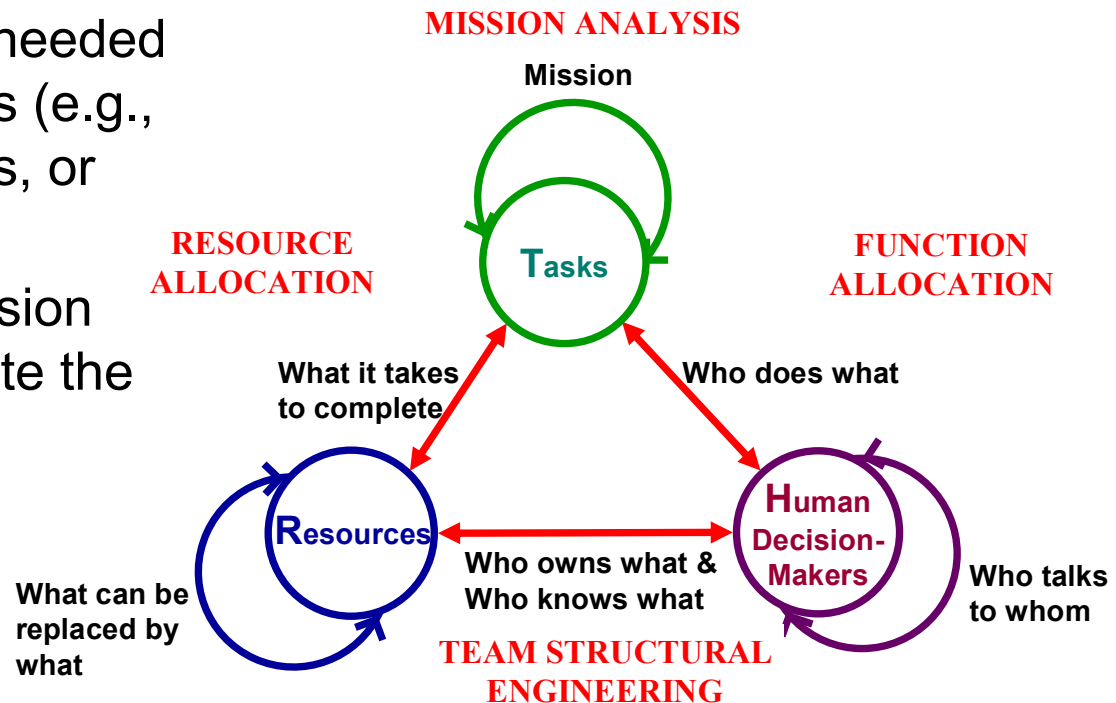 needed
s (e.g.,
s, or
sion
te the
MISSION ANALYSIS
Mission
Tasks
RESOURCE
ALLOCATION
FUNCTION
ALLOCATION
What it takes
to complete
Who does what
Resources
Human
Decision-
Makers
Who owns what &
Who knows what
What can be
replaced by
what
Who talks
to whom
TEAM STRUCTURAL
ENGINEERING